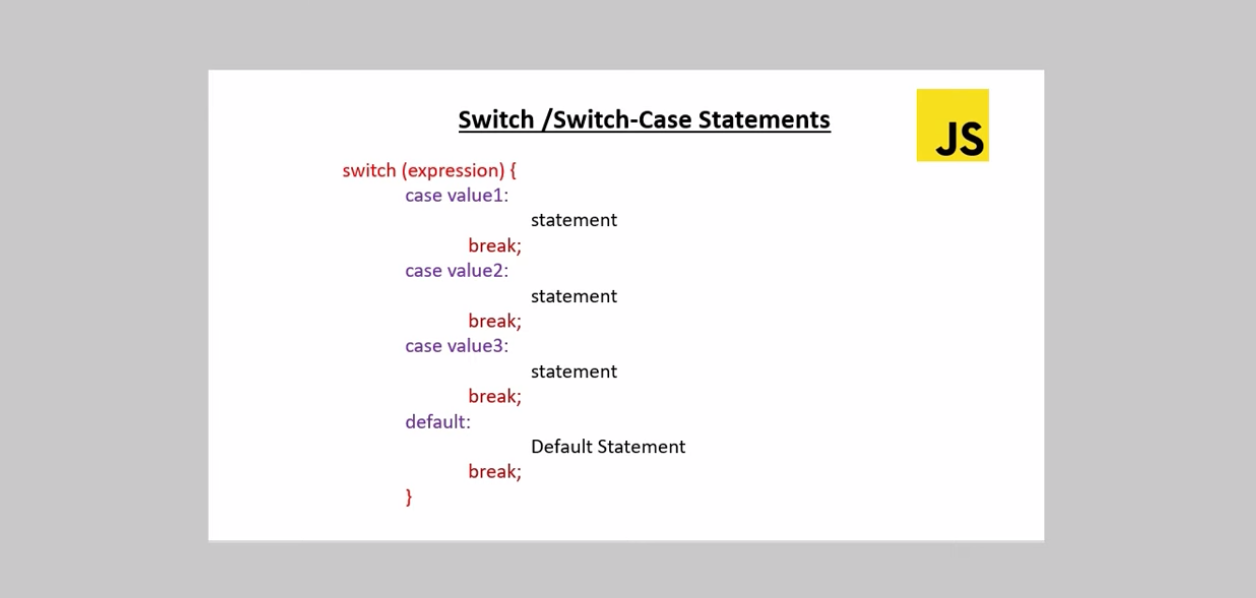 Switch /Switch-Case Statements
JS
switch (expression) {
case value1:
statement
break;
case value2:
statement
break;
case value3:
statement
break;
default:
Default Statement
break;
}